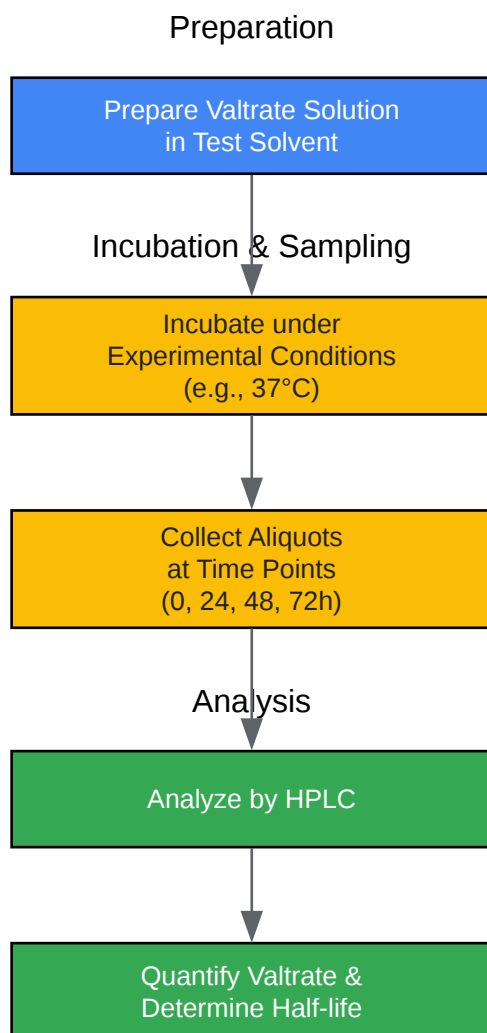 Preparation
Prepare Valtrate Solution
in Test Solvent
Incubation & Sampling
Incubate under
Experimental Conditions
(e.g., 37°C)
Collect Aliquots
at Time Points
(0, 24, 48, 72h)
Analysis
Analyze by HPLC
Quantify Valtrate &
Determine Half-life